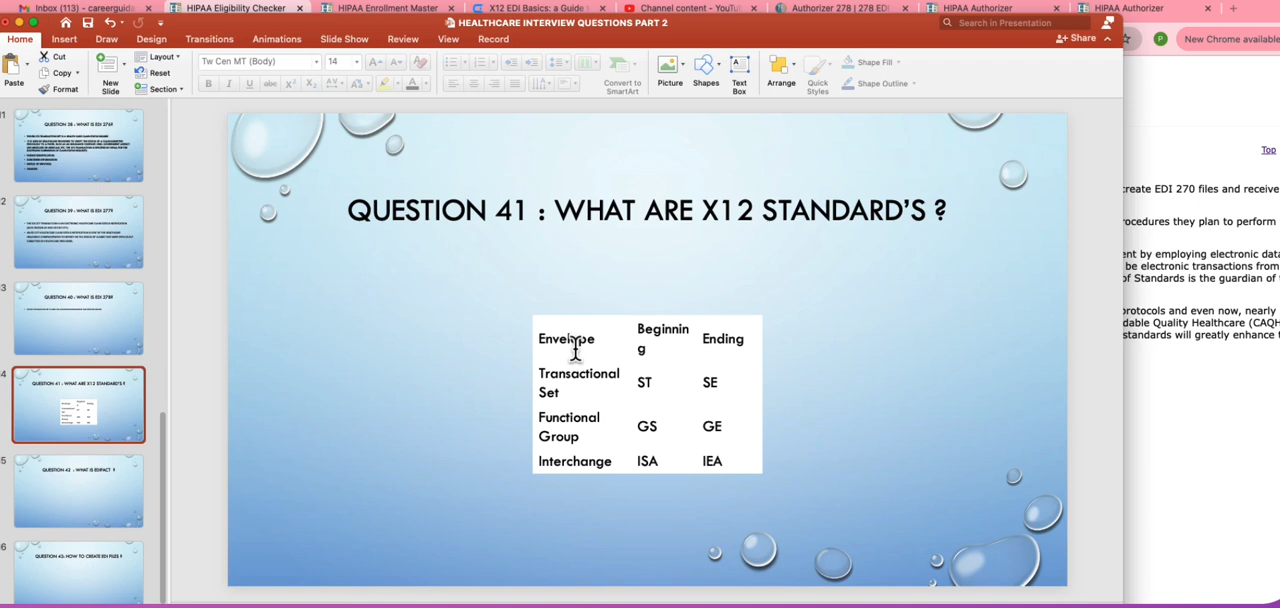 Inbox (113) - careerguida
HIPAA Eligibility Checker
HIPAA Enrollment Master
X12 EDI Basics: a Guide t
Channel content - YouTu
Authorizer 278 | 278 EDI
HIPAA Authorizer
HIPAA Authorizer
HEALTHCARE INTERVIEW QUESTIONS PART 2
Search in Presentation
Home
Insert
Draw
Design
Transitions
Animations
Slide Show
Review
View
Record
Share
New Chrome available
P
Paste
Cut
Copy
Format
New
Slide
Layout
Reset
Section
Tw Cen MT (Body)
14
Convert to
SmartArt
Picture
Shapes
Text
Box
Arrange
Quick
Styles
Shape Fill
Shape Outline
QUESTION 38 : WHAT IS EDI 276?
QUESTION 39 : WHAT IS EDI 277?
QUESTION 40 : WHAT IS EDI 278?
QUESTION 41 : WHAT ARE X12 STANDARD'S ?
QUESTION 42 : WHAT IS EDIFACT ?
QUESTION 43: HOW TO CREATE EDI FILES ?
QUESTION 41 : WHAT ARE X12 STANDARD'S ?
Envelope
Beginnin
g
Ending
Transactional
Set
ST
SE
Functional
Group
GS
GE
Interchange
ISA
IEA
Top
create EDI 270 files and receive
rocedures they plan to perform
ent by employing electronic data
be electronic transactions from
of Standards is the guardian of
protocols and even now, nearly
dable Quality Healthcare (CAQH
standards will greatly enhance